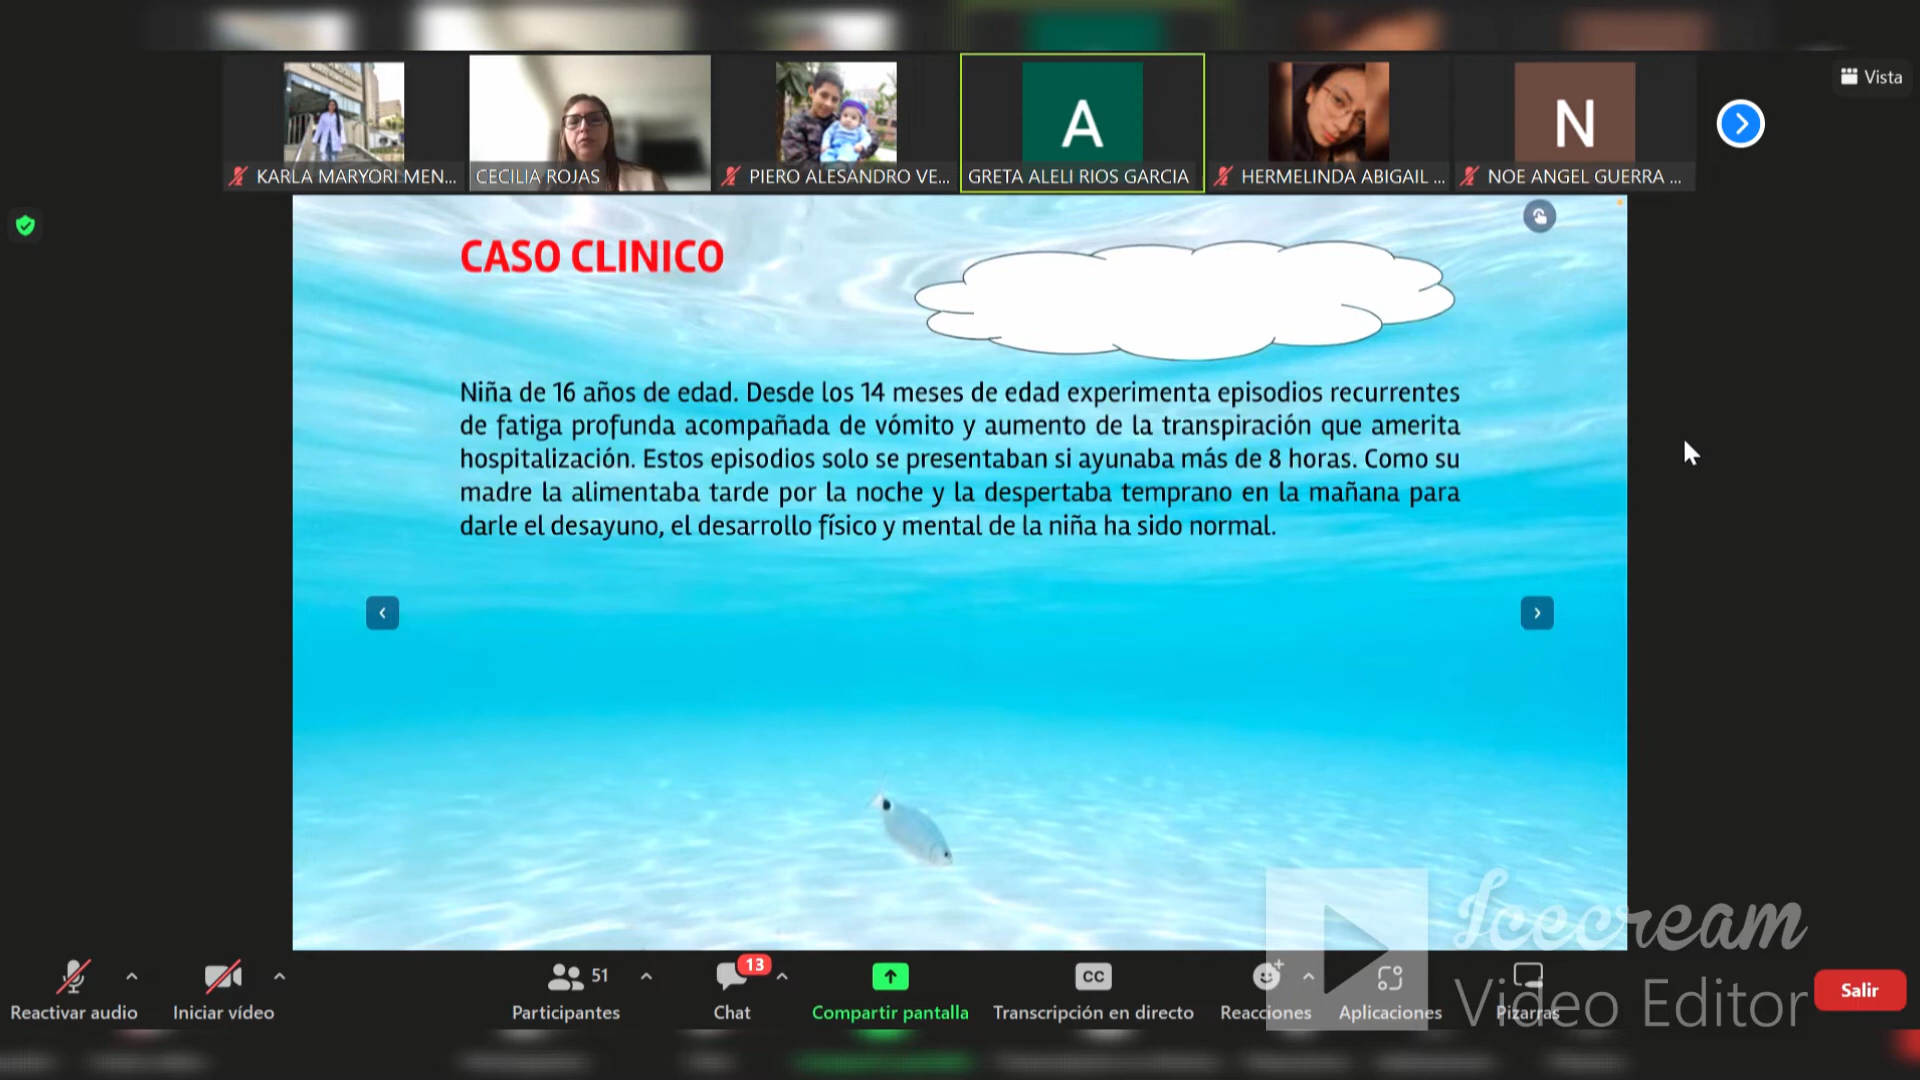 Vista
A
N
KARLA MARYORI MEN...
CECILIA ROJAS
PIERO ALESANDRO VE...
GRETA ALELI RIOS GARCIA
HERMELINDA ABIGAIL ...
NOE ANGEL GUERRA ...
CASO CLINICO
Niña de 16 años de edad. Desde los 14 meses de edad experimenta episodios recurrentes
de fatiga profunda acompañada de vómito y aumento de la transpiración que amerita
hospitalización. Estos episodios solo se presentaban si ayunaba más de 8 horas. Como su
madre la alimentaba tarde por la noche y la despertaba temprano en la mañana para
darle el desayuno, el desarrollo físico y mental de la niña ha sido normal.
Icecream
Video Editor
51
13
CC
Reactivar audio
Iniciar vídeo
Participantes
Chat
Compartir pantalla
Transcripción en directo
Reacciones
Aplicaciones
Pizarras
Salir